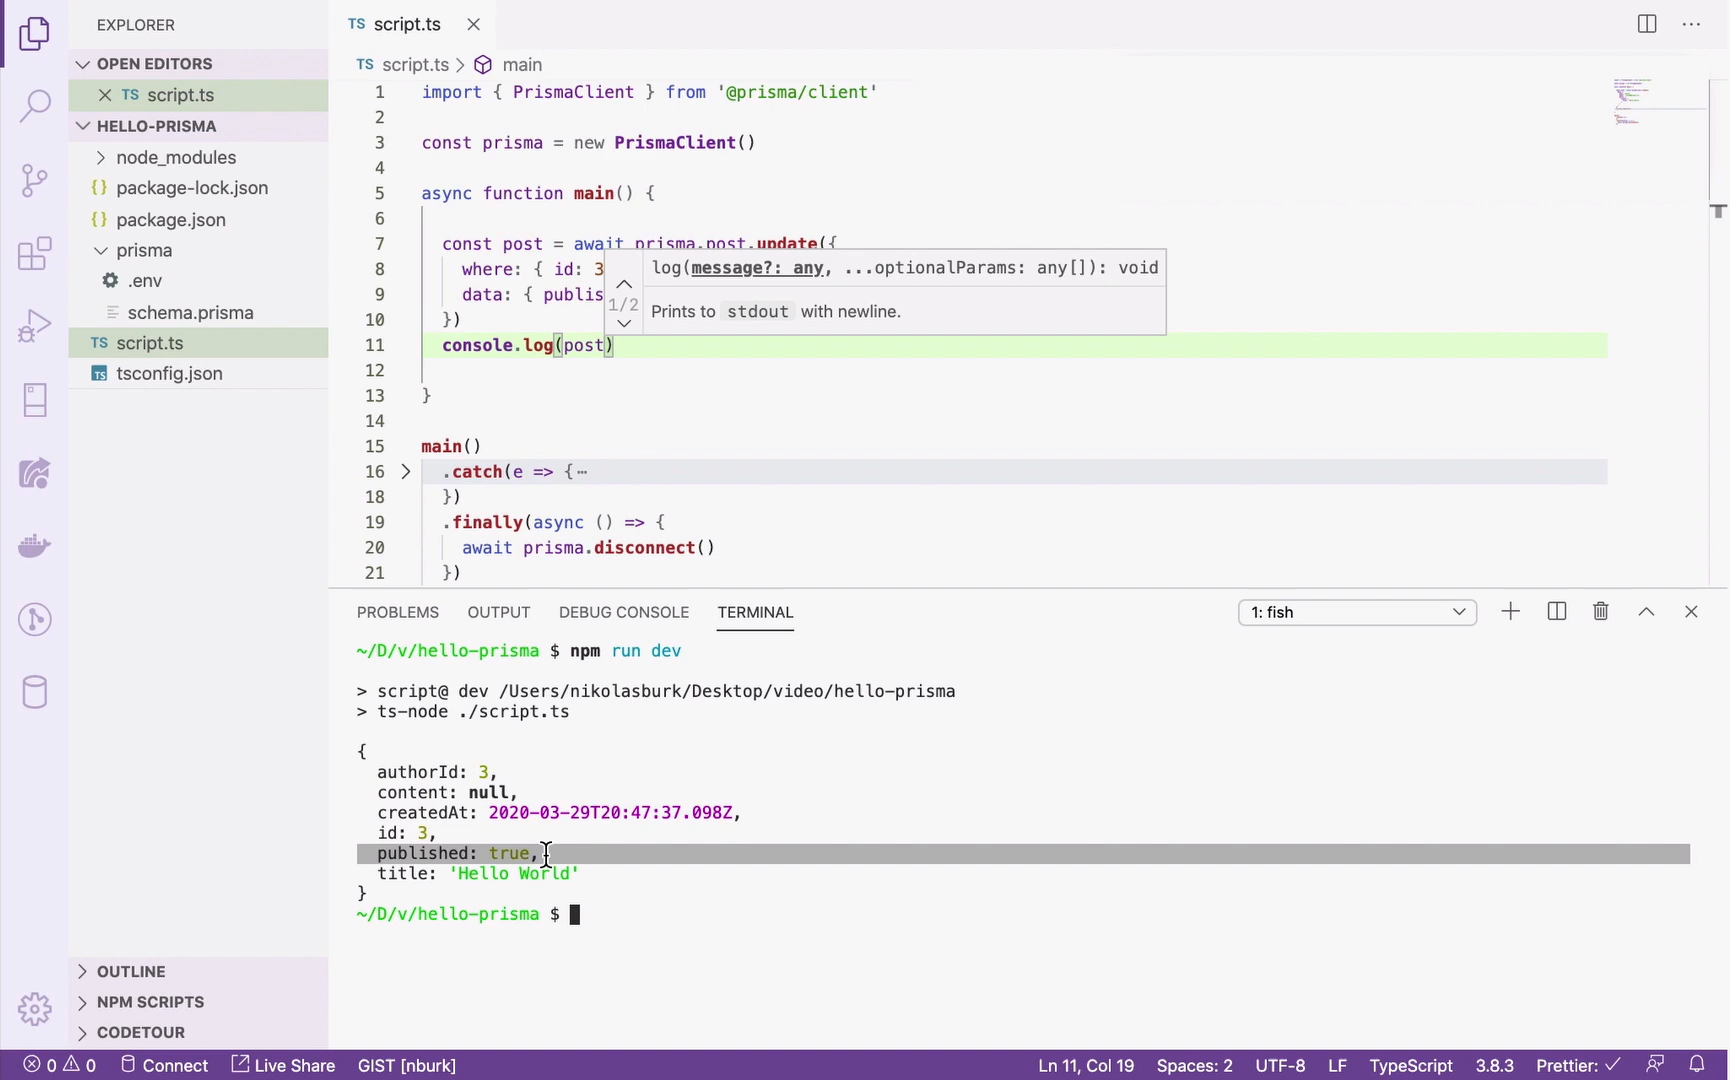 EXPLORER
OPEN EDITORS
TS script.ts
HELLO-PRISMA
node_modules
{} package-lock.json
{} package.json
prisma
.env
schema.prisma
TS script.ts
TS tsconfig.json
OUTLINE
NPM SCRIPTS
CODETOUR
TS script.ts
TS script.ts > main
1 import { PrismaClient } from '@prisma/client'
2
3 const prisma = new PrismaClient()
4
5 async function main() {
6
7 const post = await prisma.post.update({
8 where: { id: 3
9 data: { publis
10 })
11 console.log(post)
12
13 }
14
15 main()
16 .catch(e => {…
18 })
19 .finally(async () => {
20 await prisma.disconnect()
21 })
log(message?: any, ...optionalParams: any[]): void
1/2
Prints to stdout with newline.
PROBLEMS OUTPUT DEBUG CONSOLE TERMINAL 1: fish
~/D/v/hello-prisma $ npm run dev
> script@ dev /Users/nikolasburk/Desktop/video/hello-prisma
> ts-node ./script.ts
{
authorId: 3,
content: null,
createdAt: 2020-03-29T20:47:37.098Z,
id: 3,
published: true,
title: 'Hello World'
}
~/D/v/hello-prisma $
0 0 Connect Live Share GIST [nburk] Ln 11, Col 19 Spaces: 2 UTF-8 LF TypeScript 3.8.3 Prettier: ✓